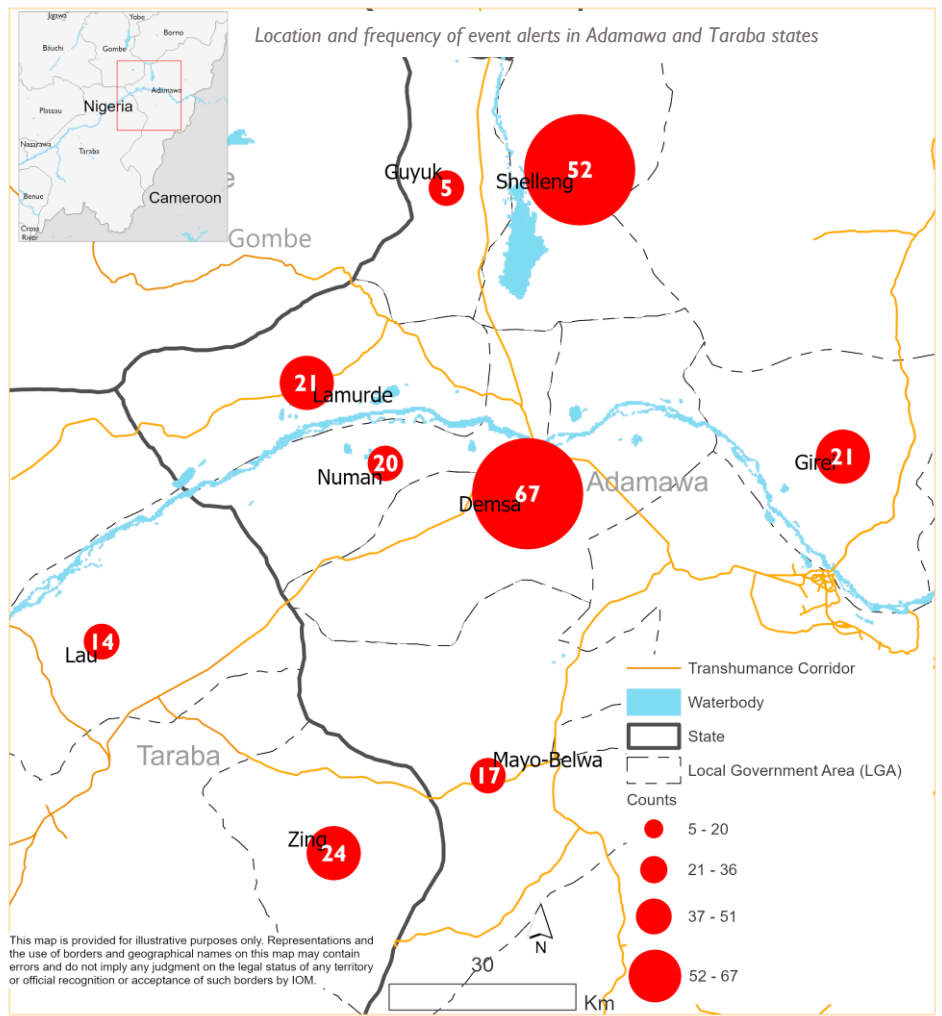 Location and frequency of event alerts in Adamawa and Taraba states
Jigawa
Yobe
Borno
Bauchi
Gombe
Adamawa
Plateau
Nigeria
Nasarawa
Taraba
Benue
Cameroon
Cross
River
Gombe
Guyuk
5
Shelleng
52
21
Lamurde
Numan
20
Demsa
67
Adamawa
Girei
21
Lau
14
Taraba
Mayo-Belwa
17
Zing
24
Transhumance Corridor
Waterbody
State
Local Government Area (LGA)
Counts
5 - 20
21 - 36
37 - 51
52 - 67
N
30
Km
This map is provided for illustrative purposes only. Representations and
the use of borders and geographical names on this map may contain
errors and do not imply any judgment on the legal status of any territory
or official recognition or acceptance of such borders by IOM.